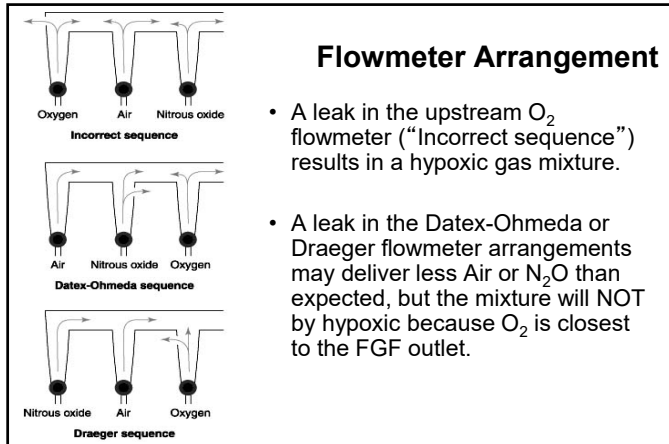 Flowmeter Arrangement
Oxygen Air Nitrous oxide
Incorrect sequence
Air Nitrous oxide Oxygen
Datex-Ohmeda sequence
Nitrous oxide Air Oxygen
Draeger sequence
• A leak in the upstream O₂
flowmeter (“Incorrect sequence”)
results in a hypoxic gas mixture.
• A leak in the Datex-Ohmeda or
Draeger flowmeter arrangements
may deliver less Air or N₂O than
expected, but the mixture will NOT
by hypoxic because O₂ is closest
to the FGF outlet.